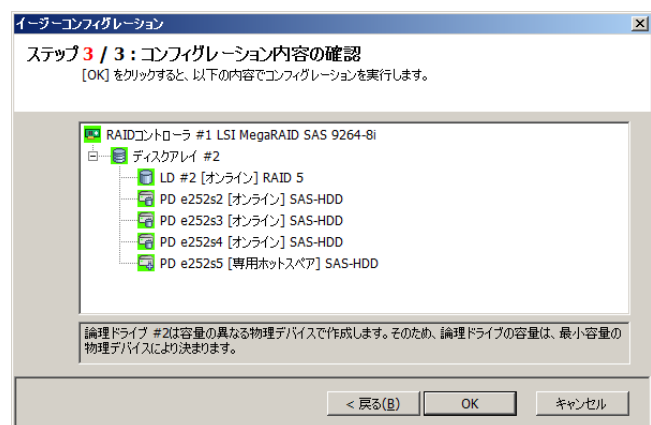 イージーコンフィグレーション
ステップ 3 / 3 : コンフィグレーション内容の確認
[OK] をクリックすると、以下の内容でコンフィグレーションを実行します。
RAIDコントローラ #1 LSI MegaRAID SAS 9264-8i
ディスクアレイ #2
LD #2 [オンライン] RAID 5
PD e252s2 [オンライン] SAS-HDD
PD e252s3 [オンライン] SAS-HDD
PD e252s4 [オンライン] SAS-HDD
PD e252s5 [専用ホットスペア] SAS-HDD
論理ドライブ #2は容量の異なる物理デバイスで作成します。そのため、論理ドライブの容量は、最小容量の
物理デバイスにより決まります。
< 戻る(B) OK キャンセル